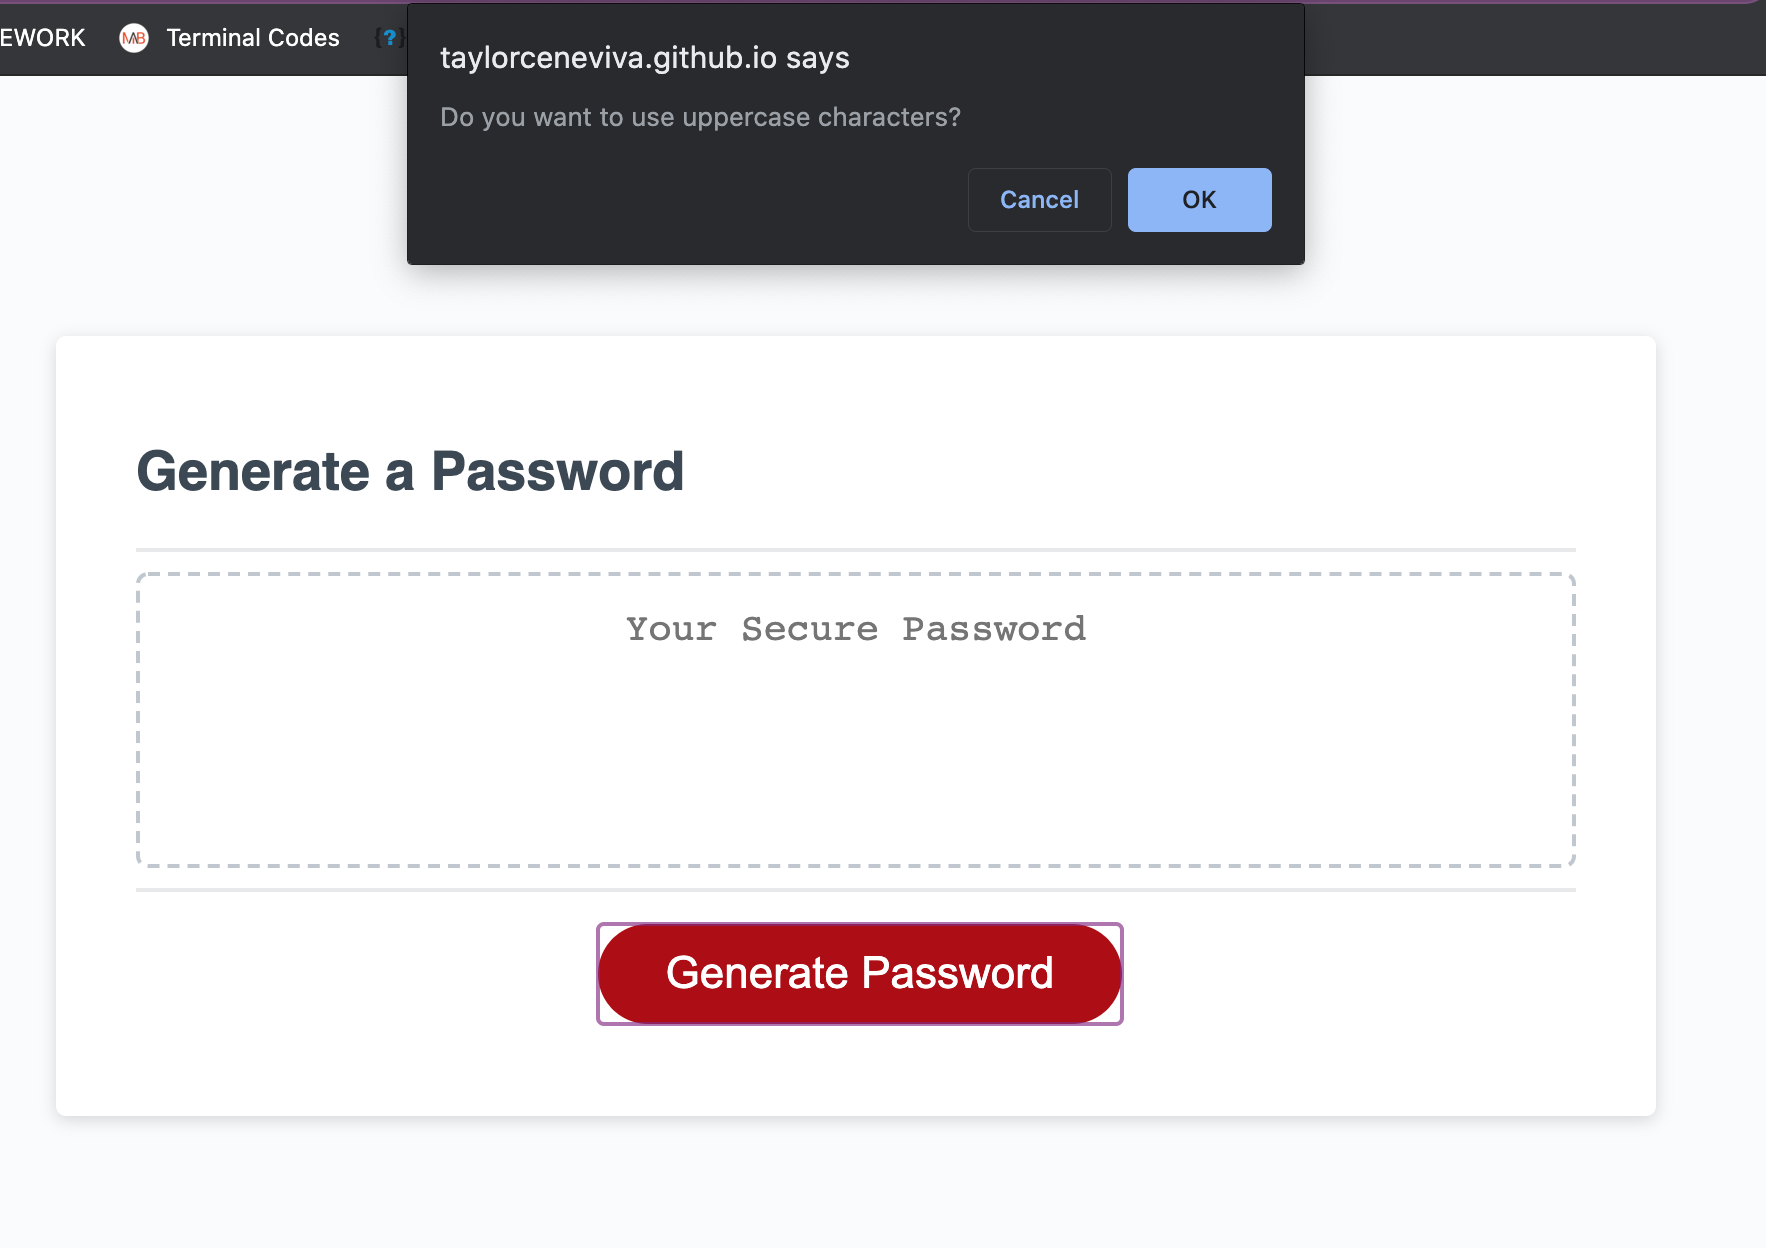 EWORK MB Terminal Codes {?}
taylorceneviva.github.io says
Do you want to use uppercase characters?
Cancel OK
Generate a Password
Your Secure Password
Generate Password